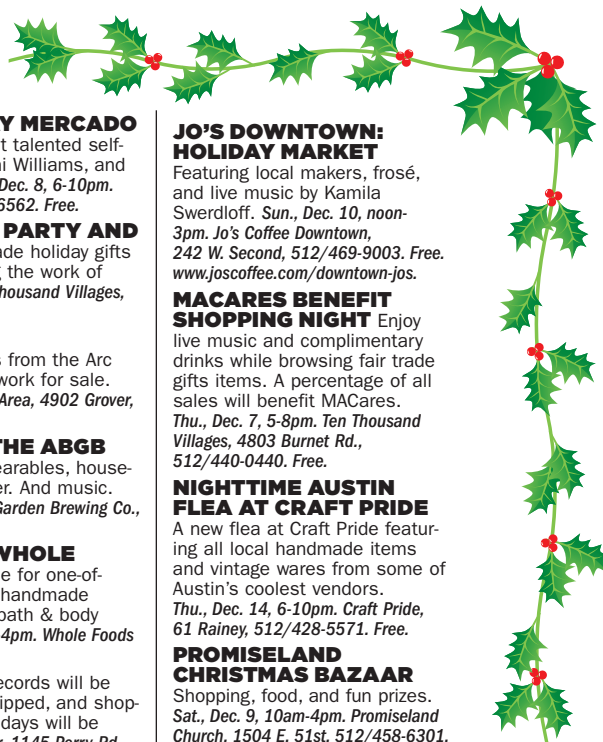 Y MERCADO
t talented self-
ni Williams, and
Dec. 8, 6-10pm.
6562. Free.
PARTY AND
ade holiday gifts
g the work of
housand Villages,
s from the Arc
work for sale.
Area, 4902 Grover,
THE ABGB
earables, house-
er. And music.
Garden Brewing Co.,
WHOLE
e for one-of-
handmade
bath & body
-4pm. Whole Foods
ecords will be
ipped, and shop-
days will be
JO'S DOWNTOWN:
HOLIDAY MARKET
Featuring local makers, frosé,
and live music by Kamila
Swerdloff. Sun., Dec. 10, noon-
3pm. Jo's Coffee Downtown,
242 W. Second, 512/469-9003. Free.
www.joscoffee.com/downtown-jos.
MACARES BENEFIT
SHOPPING NIGHT Enjoy
live music and complimentary
drinks while browsing fair trade
gifts items. A percentage of all
sales will benefit MACares.
Thu., Dec. 7, 5-8pm. Ten Thousand
Villages, 4803 Burnet Rd.,
512/440-0440. Free.
NIGHTTIME AUSTIN
FLEA AT CRAFT PRIDE
A new flea at Craft Pride featur-
ing all local handmade items
and vintage wares from some of
Austin's coolest vendors.
Thu., Dec. 14, 6-10pm. Craft Pride,
61 Rainey, 512/428-5571. Free.
PROMISELAND
CHRISTMAS BAZAAR
Shopping, food, and fun prizes.
Sat., Dec. 9, 10am-4pm. Promiseland
Church, 1504 E. 51st, 512/458-6301.